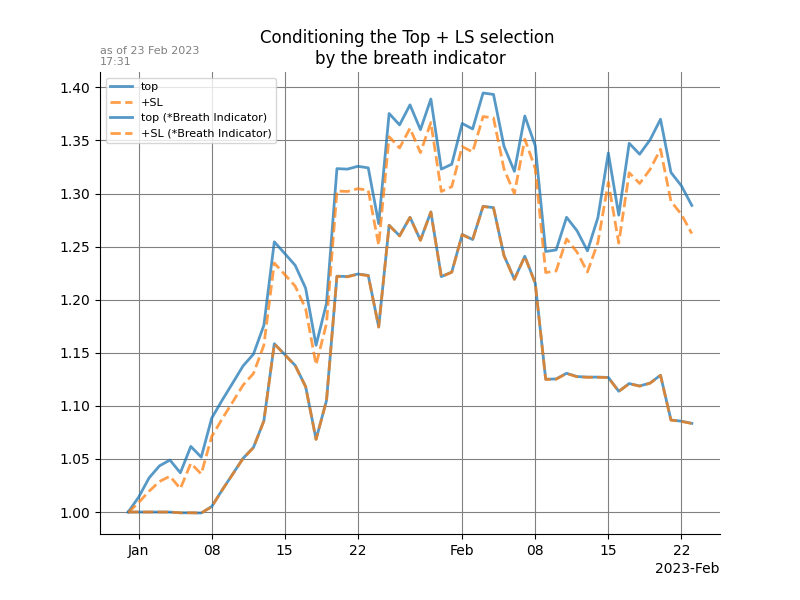 Conditioning the Top + LS selection
by the breath indicator
as of 23 Feb 2023
17:31
top
+SL
top (*Breath Indicator)
+SL (*Breath Indicator)
1.40
1.35
1.30
1.25
1.20
1.15
1.10
1.05
1.00
Jan 08 15 22 Feb 08 15 22
2023-Feb